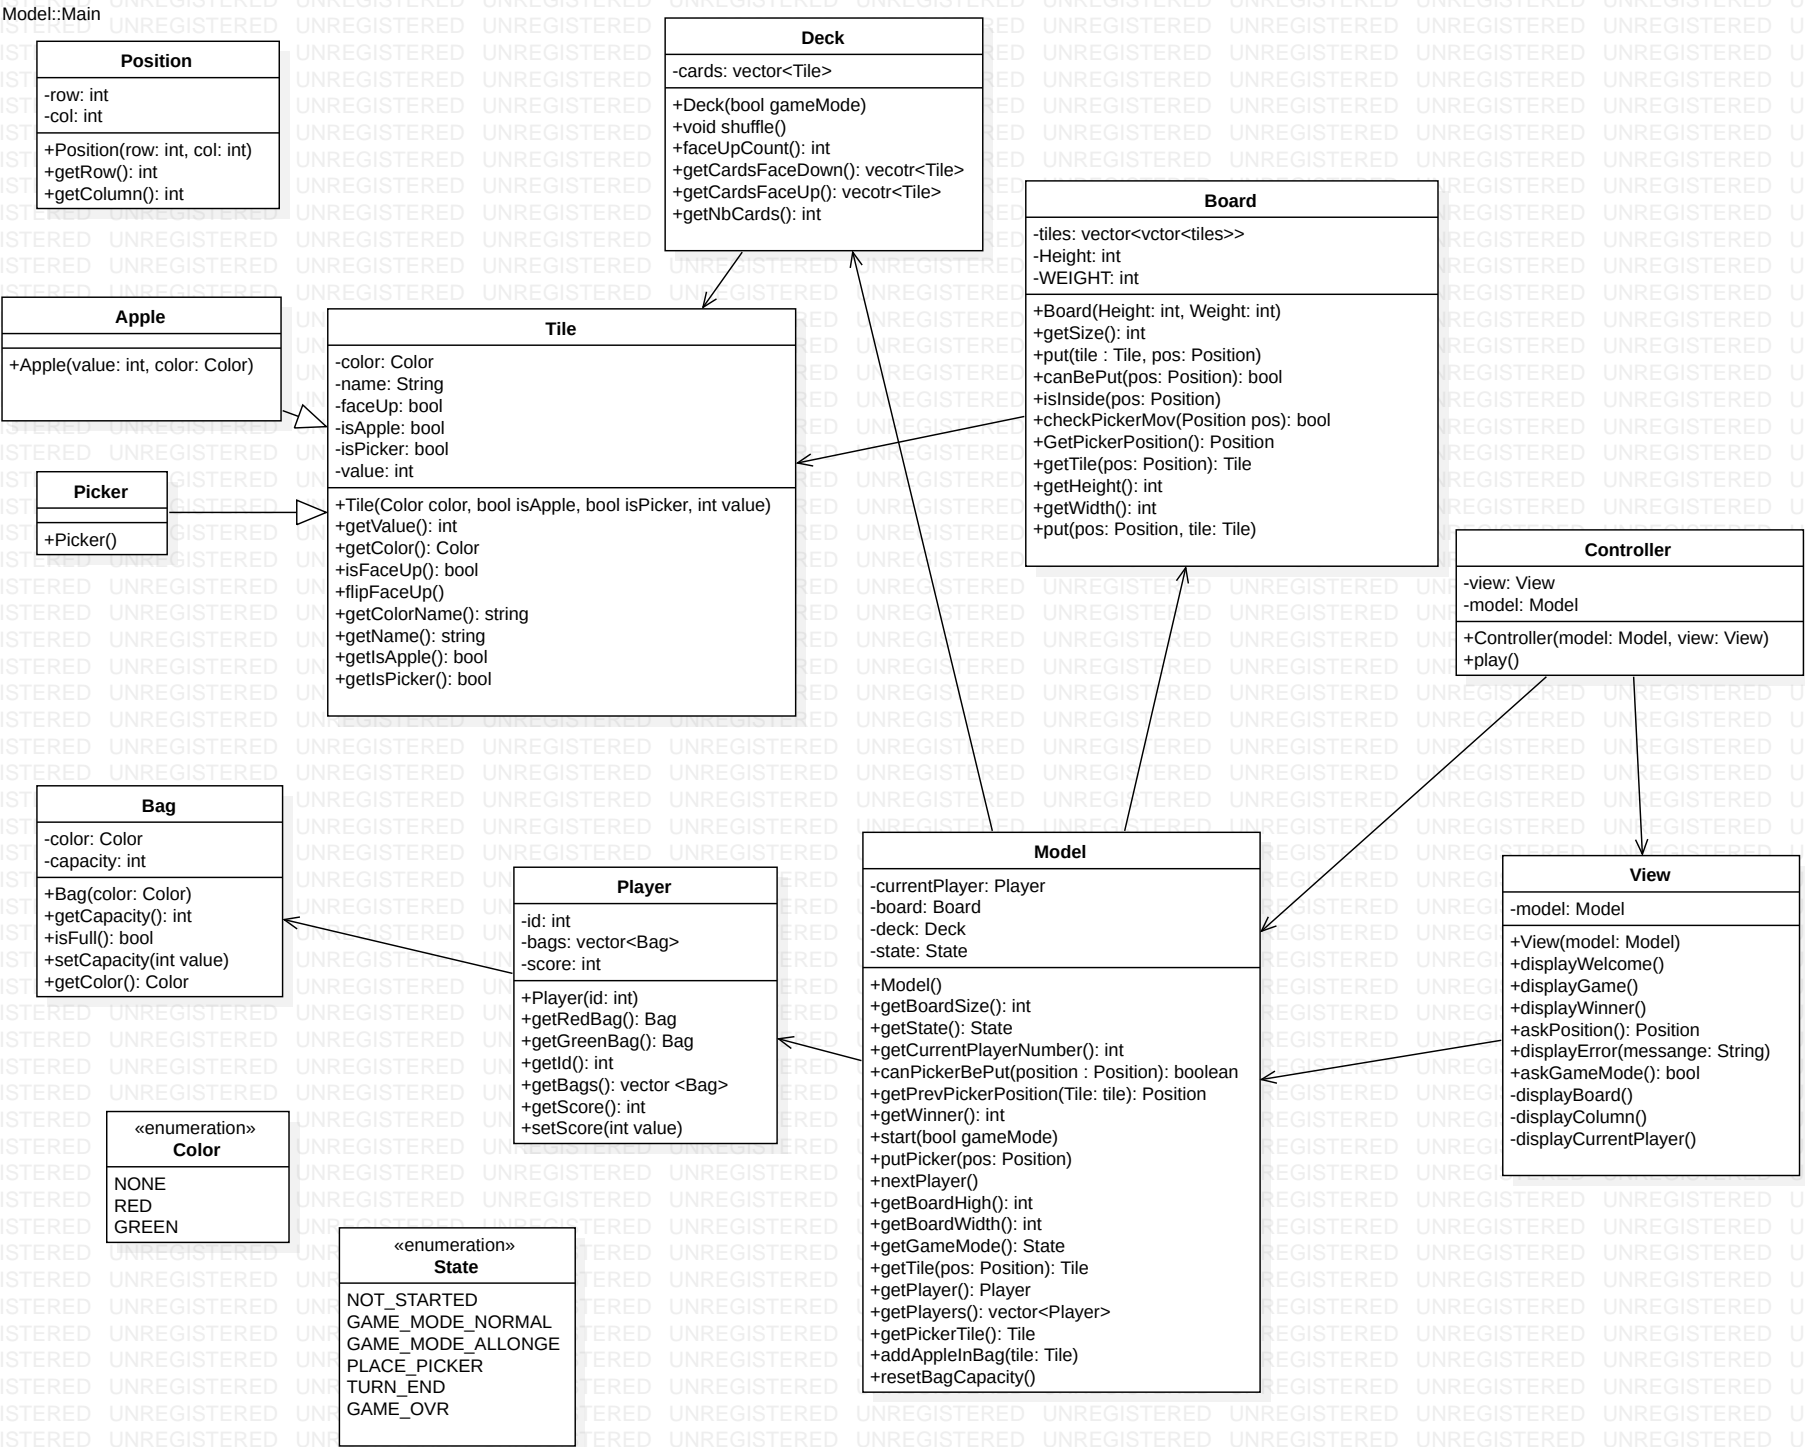 Model::Main
Position
-row: int
-col: int
+Position(row: int, col: int)
+getRow(): int
+getColumn(): int
Deck
-cards: vector<Tile>
+Deck(bool gameMode)
+void shuffle()
+faceUpCount(): int
+getCardsFaceDown(): vecotr<Tile>
+getCardsFaceUp(): vecotr<Tile>
+getNbCards(): int
Board
-tiles: vector<vctor<tiles>>
-Height: int
-WEIGHT: int
+Board(Height: int, Weight: int)
+getSize(): int
+put(tile : Tile, pos: Position)
+canBePut(pos: Position): bool
+isInside(pos: Position)
+checkPickerMov(Position pos): bool
+GetPickerPosition(): Position
+getTile(pos: Position): Tile
+getHeight(): int
+getWidth(): int
+put(pos: Position, tile: Tile)
Apple
+Apple(value: int, color: Color)
Tile
-color: Color
-name: String
-faceUp: bool
-isApple: bool
-isPicker: bool
-value: int
+Tile(Color color, bool isApple, bool isPicker, int value)
+getValue(): int
+getColor(): Color
+isFaceUp(): bool
+flipFaceUp()
+getColorName(): string
+getName(): string
+getIsApple(): bool
+getIsPicker(): bool
Picker
+Picker()
Controller
-view: View
-model: Model
+Controller(model: Model, view: View)
+play()
Bag
-color: Color
-capacity: int
+Bag(color: Color)
+getCapacity(): int
+isFull(): bool
+setCapacity(int value)
+getColor(): Color
Player
-id: int
-bags: vector<Bag>
-score: int
+Player(id: int)
+getRedBag(): Bag
+getGreenBag(): Bag
+getId(): int
+getBags(): vector <Bag>
+getScore(): int
+setScore(int value)
Model
-currentPlayer: Player
-board: Board
-deck: Deck
-state: State
+Model()
+getBoardSize(): int
+getState(): State
+getCurrentPlayerNumber(): int
+canPickerBePut(position : Position): boolean
+getPrevPickerPosition(Tile: tile): Position
+getWinner(): int
+start(bool gameMode)
+putPicker(pos: Position)
+nextPlayer()
+getBoardHigh(): int
+getBoardWidth(): int
+getGameMode(): State
+getTile(pos: Position): Tile
+getPlayer(): Player
+getPlayers(): vector<Player>
+getPickerTile(): Tile
+addAppleInBag(tile: Tile)
+resetBagCapacity()
View
-model: Model
+View(model: Model)
+displayWelcome()
+displayGame()
+displayWinner()
+askPosition(): Position
+displayError(messange: String)
+askGameMode(): bool
-displayBoard()
-displayColumn()
-displayCurrentPlayer()
«enumeration»
Color
NONE
RED
GREEN
«enumeration»
State
NOT_STARTED
GAME_MODE_NORMAL
GAME_MODE_ALLONGE
PLACE_PICKER
TURN_END
GAME_OVR